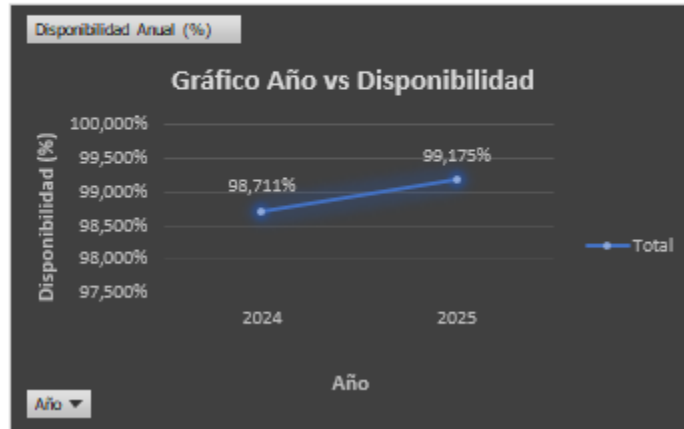 Disponibilidad Anual (%)
Gráfico Año vs Disponibilidad
Disponibilidad (%)
100,000%
99,500%
99,000%
98,500%
98,000%
97,500%
98,711%
99,175%
2024
2025
Total
Año
Año